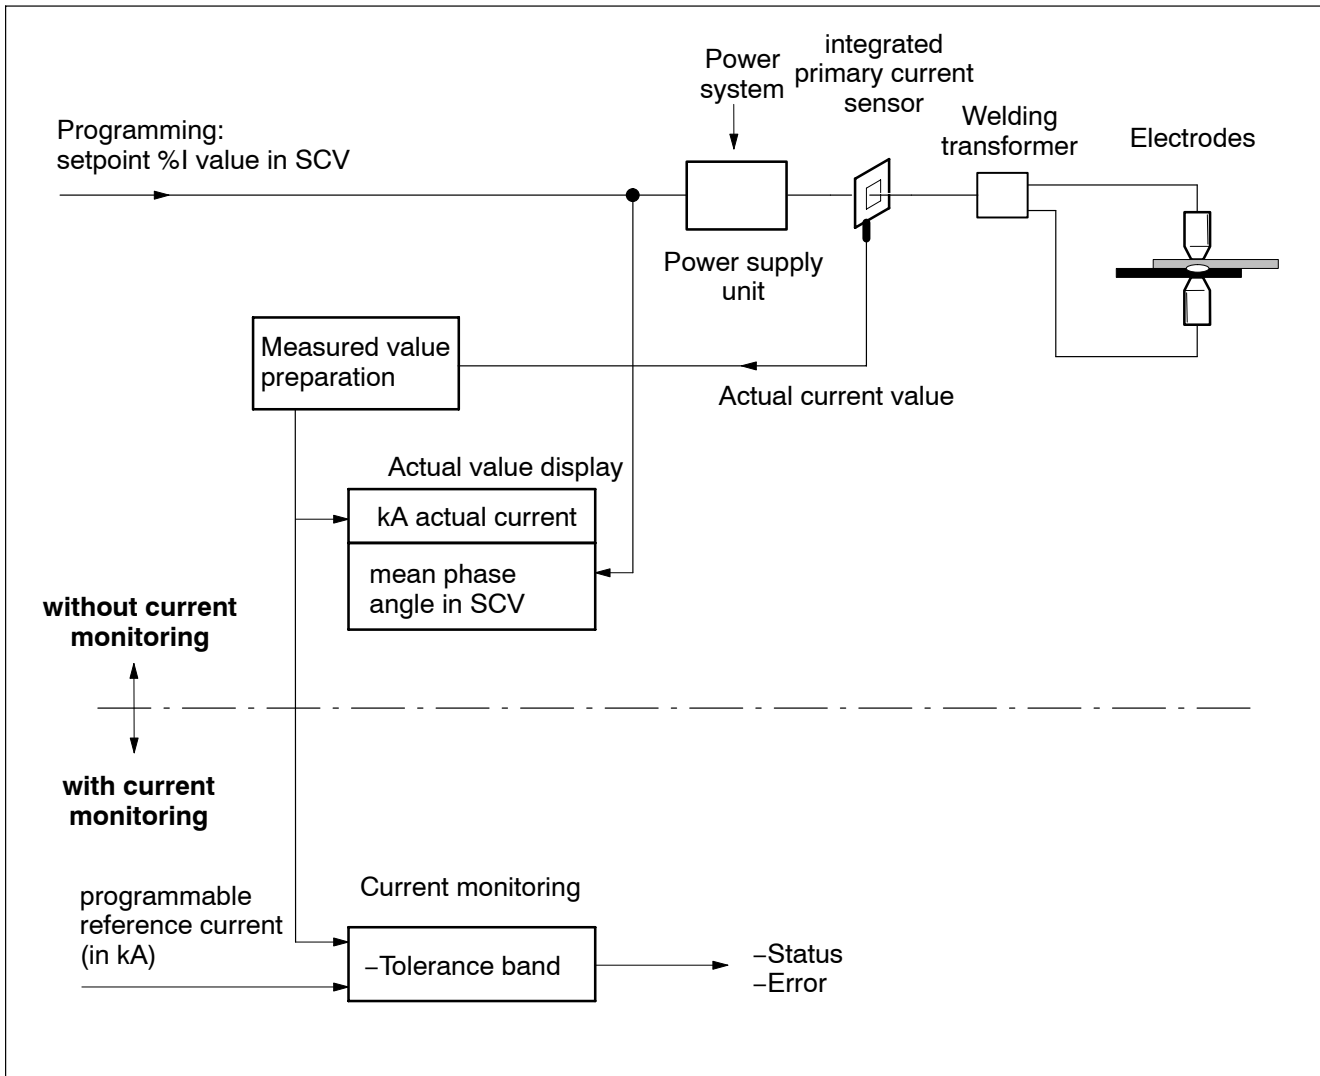 Power
system
integrated
primary current
sensor
Welding
transformer
Electrodes
Programming:
setpoint %I value in SCV
Power supply
unit
Measured value
preparation
Actual current value
Actual value display
kA actual current
mean phase
angle in SCV
without current
monitoring
with current
monitoring
programmable
reference current
(in kA)
Current monitoring
–Tolerance band
–Status
–Error